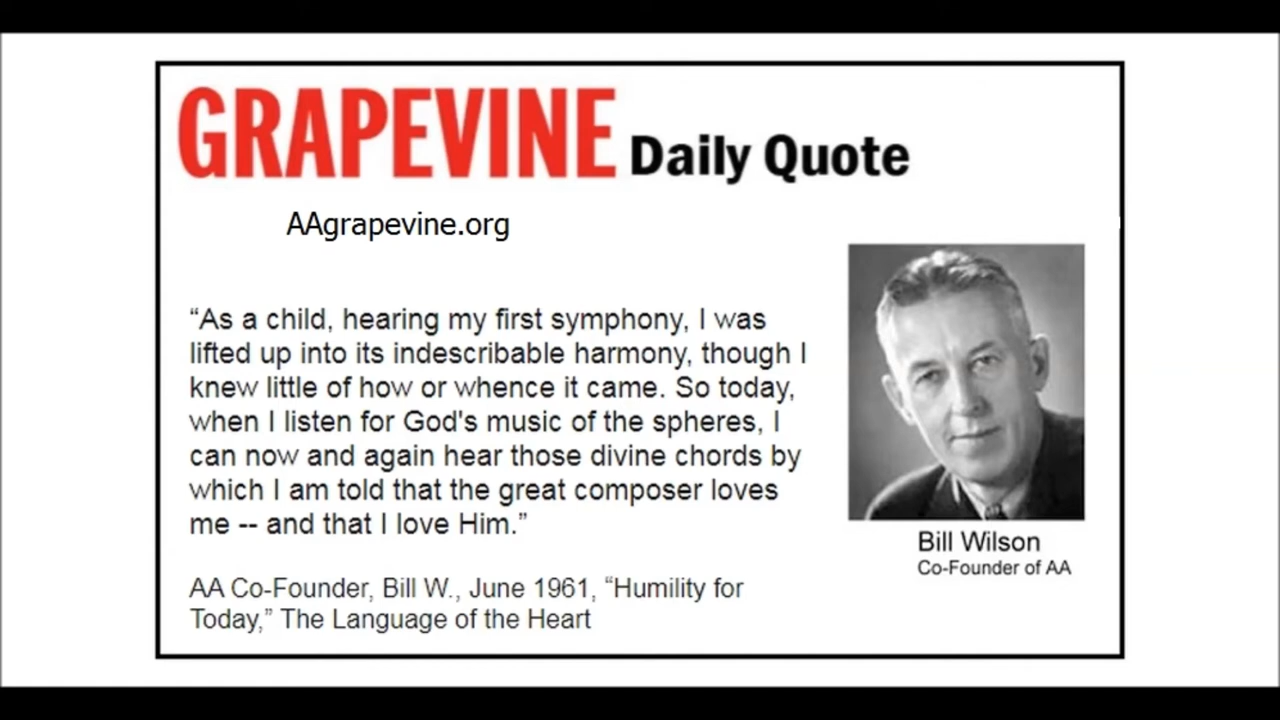 GRAPEVINE Daily Quote
AAgrapevine.org
“As a child, hearing my first symphony, I was
lifted up into its indescribable harmony, though I
knew little of how or whence it came. So today,
when I listen for God's music of the spheres, I
can now and again hear those divine chords by
which I am told that the great composer loves
me -- and that I love Him.”
AA Co-Founder, Bill W., June 1961, “Humility for
Today,” The Language of the Heart
Bill Wilson
Co-Founder of AA